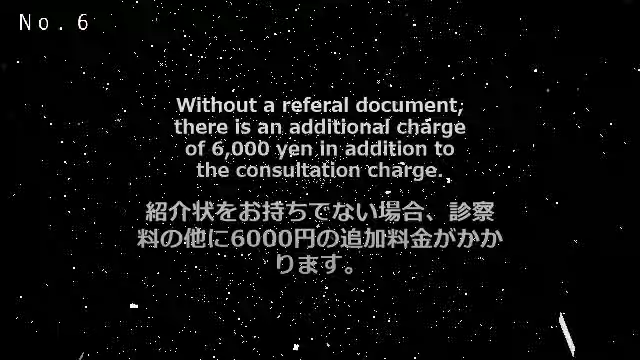 No.6
Without a referal document,
there is an additional charge
of 6,000 yen in addition to
the consultation charge.
紹介状をお持ちでない場合、診察
料の他に6000円の追加料金がかか
ります。